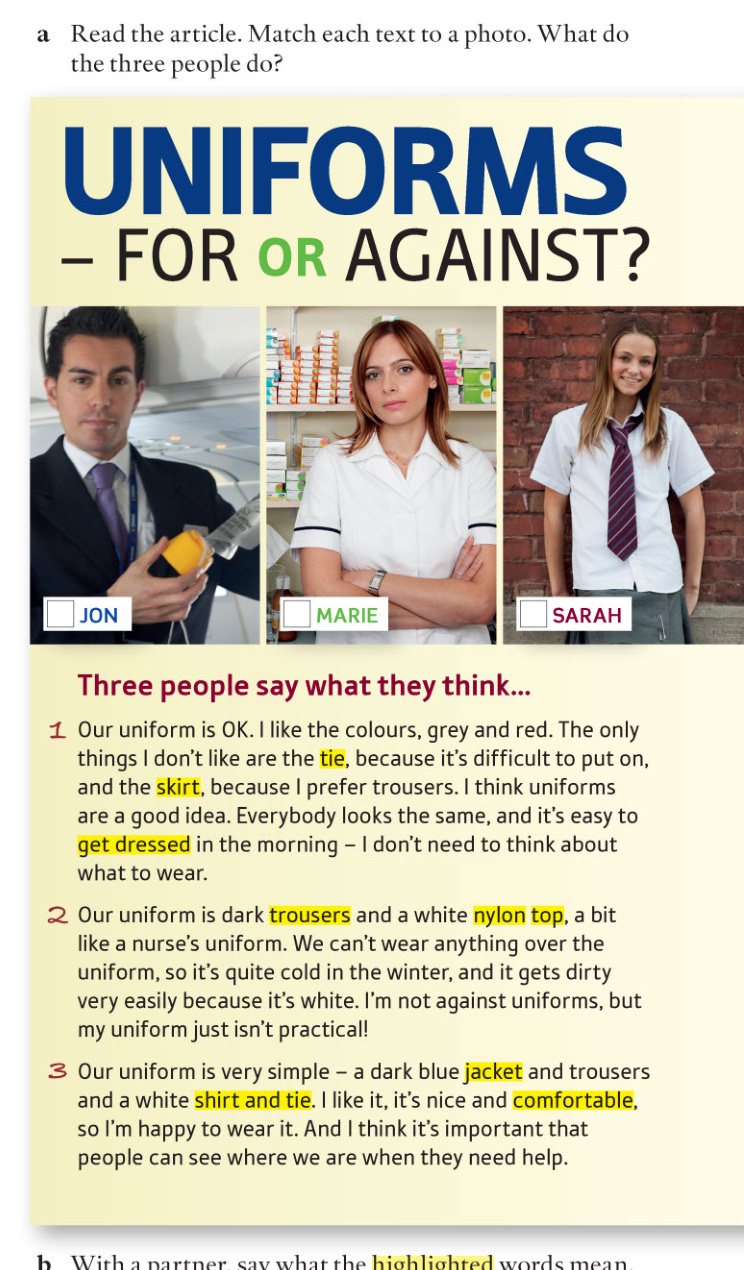 a Read the article. Match each text to a photo. What do
the three people do?
UNIFORMS
– FOR OR AGAINST?
JON
MARIE
SARAH
Three people say what they think...
1 Our uniform is OK. I like the colours, grey and red. The only
things I don't like are the tie, because it's difficult to put on,
and the skirt, because I prefer trousers. I think uniforms
are a good idea. Everybody looks the same, and it's easy to
get dressed in the morning – I don't need to think about
what to wear.
2 Our uniform is dark trousers and a white nylon top, a bit
like a nurse's uniform. We can't wear anything over the
uniform, so it's quite cold in the winter, and it gets dirty
very easily because it's white. I'm not against uniforms, but
my uniform just isn't practical!
3 Our uniform is very simple – a dark blue jacket and trousers
and a white shirt and tie. I like it, it's nice and comfortable,
so I'm happy to wear it. And I think it's important that
people can see where we are when they need help.
b With a partner, say what the highlighted words mean.